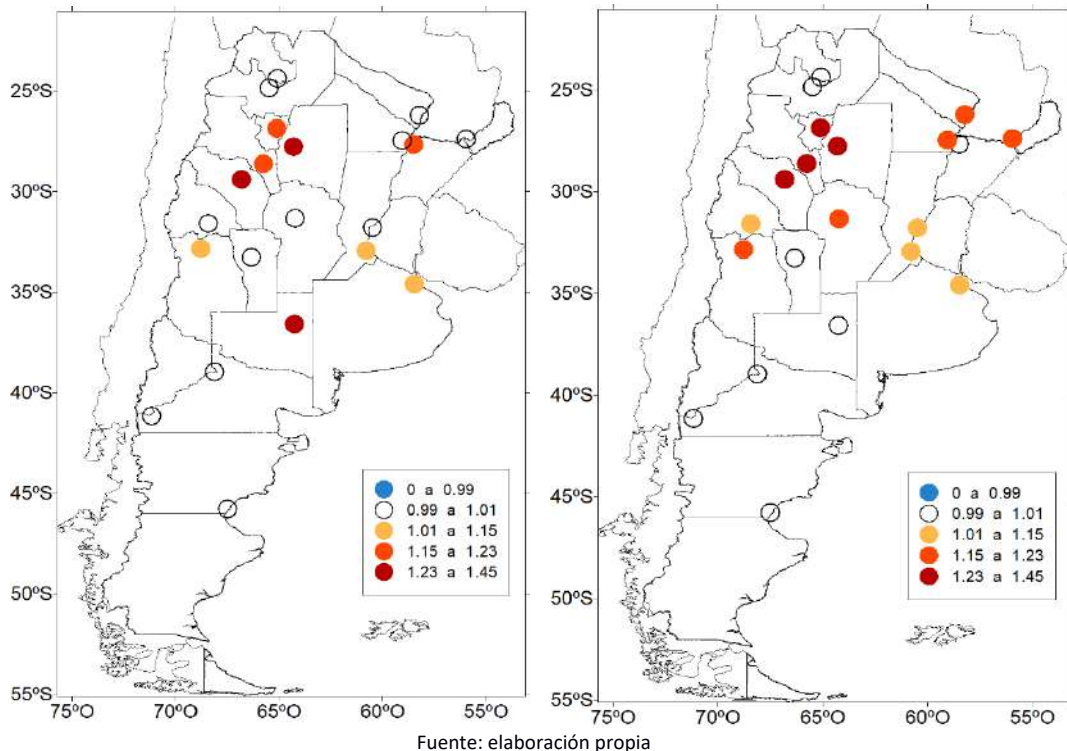 25ºS
30ºS
35ºS
40ºS
45ºS
50ºS
55ºS
75ºO 70ºO 65ºO 60ºO 55ºO
0 a 0.99
0.99 a 1.01
1.01 a 1.15
1.15 a 1.23
1.23 a 1.45
25ºS
30ºS
35ºS
40ºS
45ºS
50ºS
55ºS
75ºO 70ºO 65ºO 60ºO 55ºO
0 a 0.99
0.99 a 1.01
1.01 a 1.15
1.15 a 1.23
1.23 a 1.45
Fuente: elaboración propia